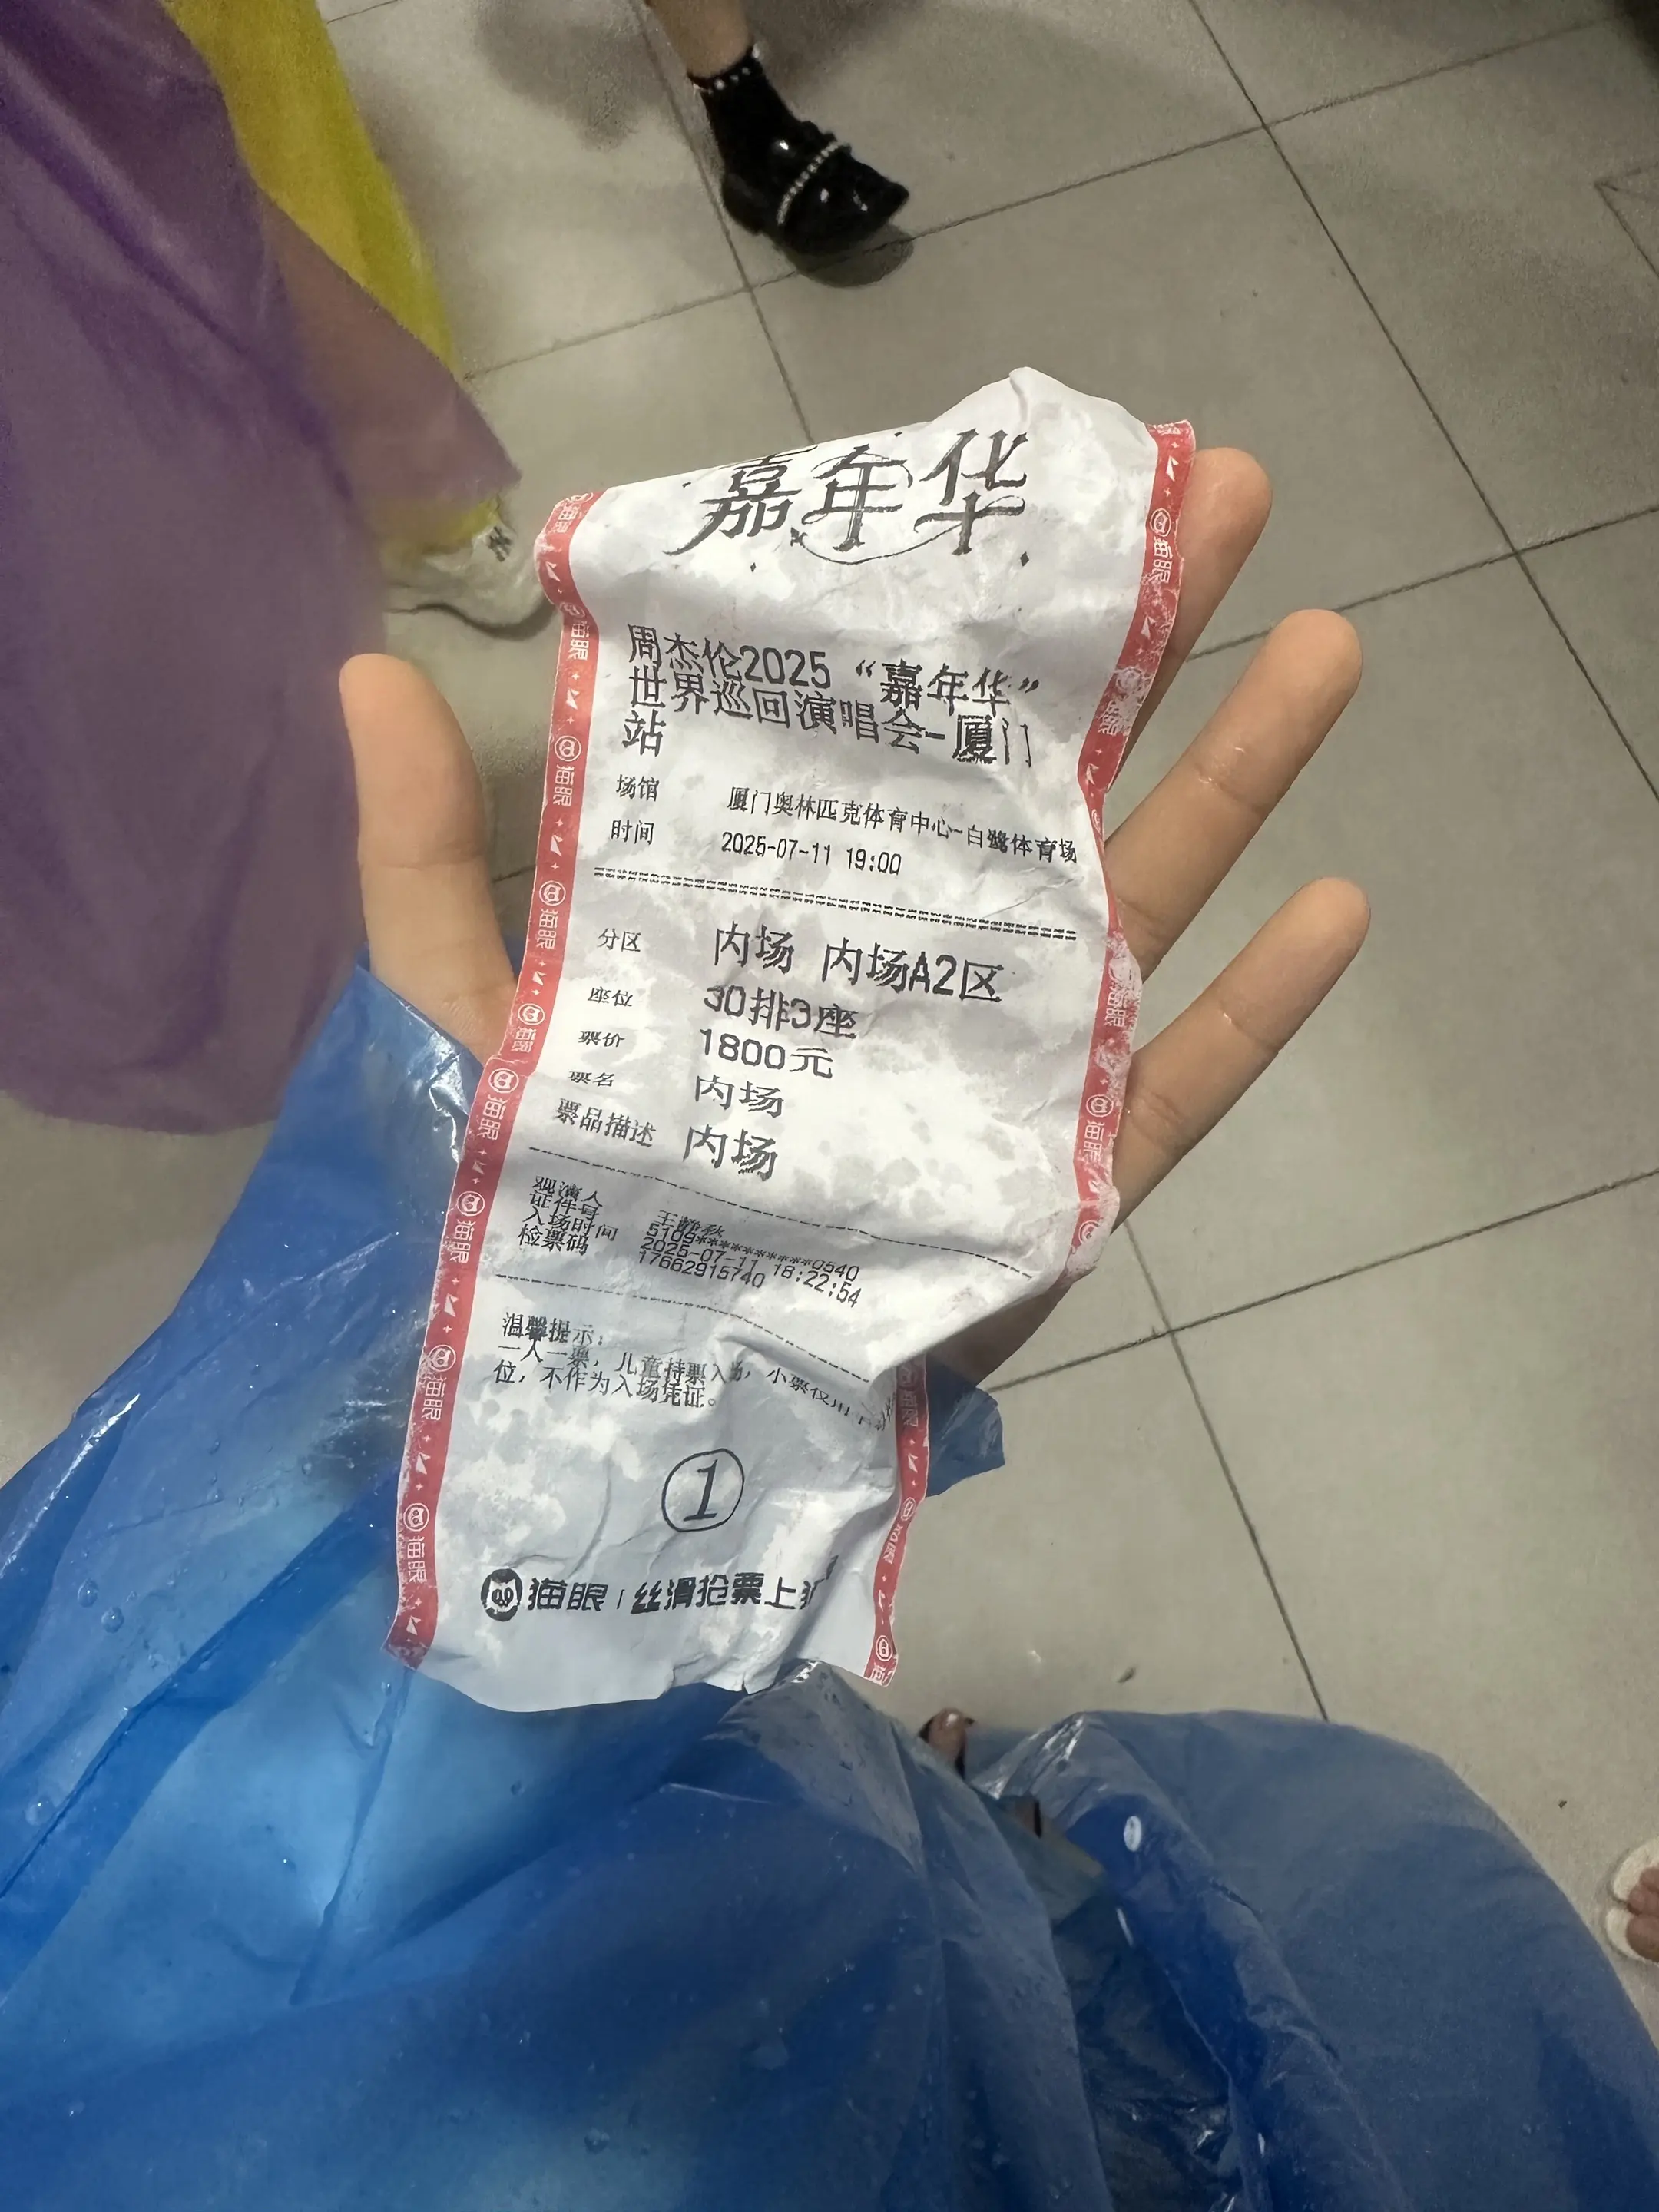 嘉年华
周杰伦2025“嘉年华”
世界巡回演唱会-厦门
站
场馆 厦门奥林匹克体育中心-白鹭体育场
时间 2025-07-11 19:00
分区 内场 内场A2区
座位 30排3座
票价 1800元
票名 内场
票品描述 内场
观演人 王静秋
证件号 5109***********0540
入场时间 2025-07-11 18:22:54
检票码 17662915740
温馨提示:
一人一票,儿童持票入场,小票仅用
位,不作为入场凭证。
1
猫眼 | 丝滑抢票上
猫眼